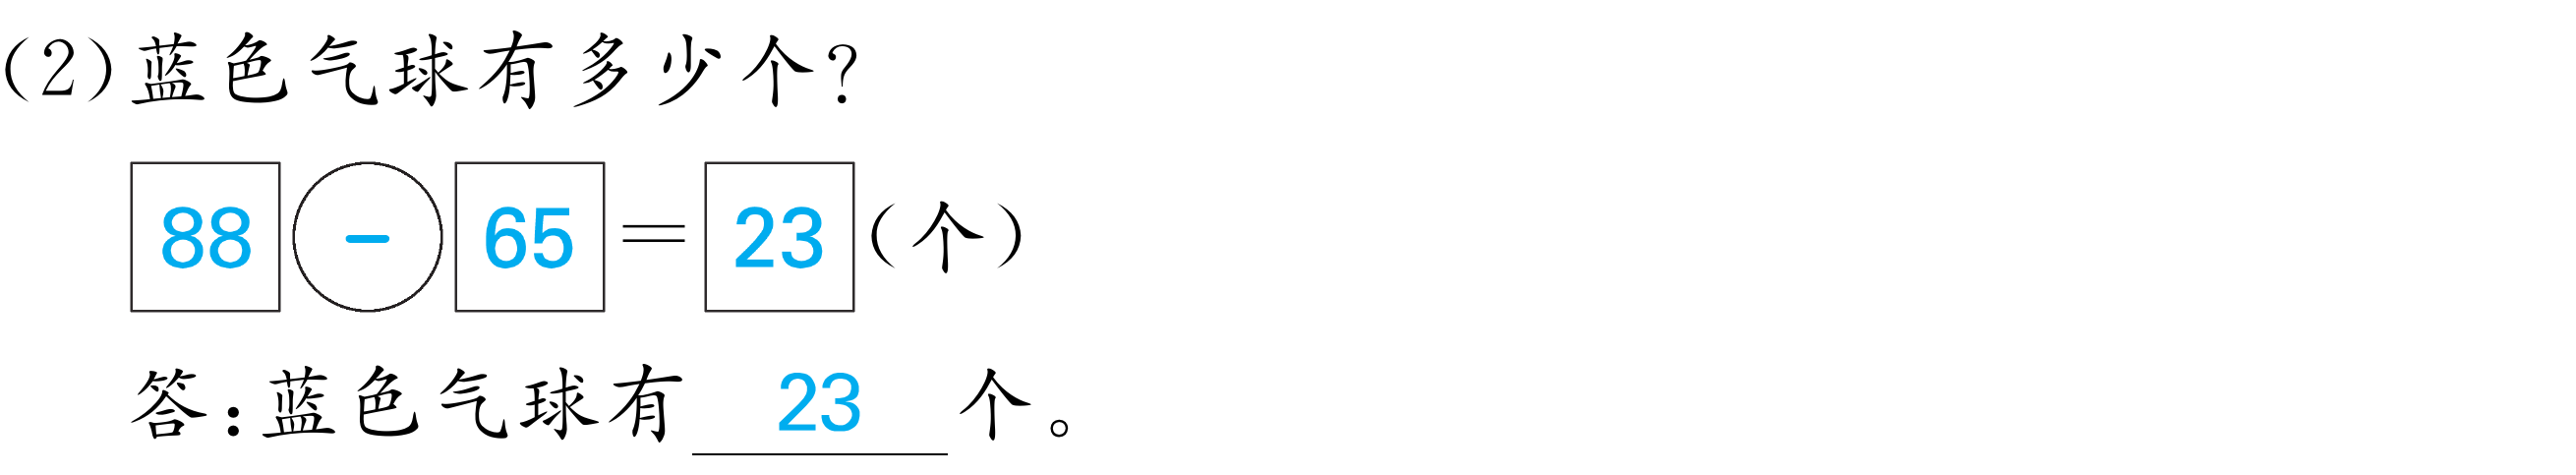 (2)蓝色气球有多少个?
88 - 65 = 23 (个)
答:蓝色气球有 23 个。